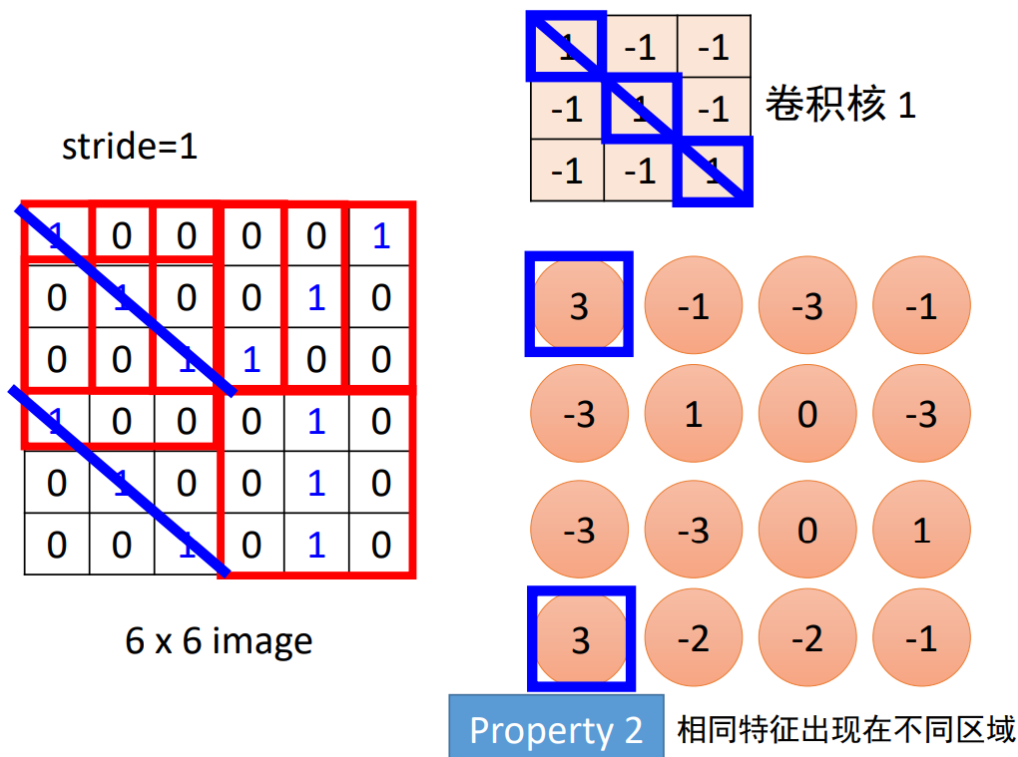 stride=1
1 0 0 0 0 1
0 1 0 0 1 0
0 0 1 1 0 0
1 0 0 0 1 0
0 1 0 0 1 0
0 0 1 0 1 0
6 x 6 image
1 -1 -1
-1 1 -1
-1 -1 1
卷积核 1
3 -1 -3 -1
-3 1 0 -3
-3 -3 0 1
3 -2 -2 -1
Property 2 相同特征出现在不同区域